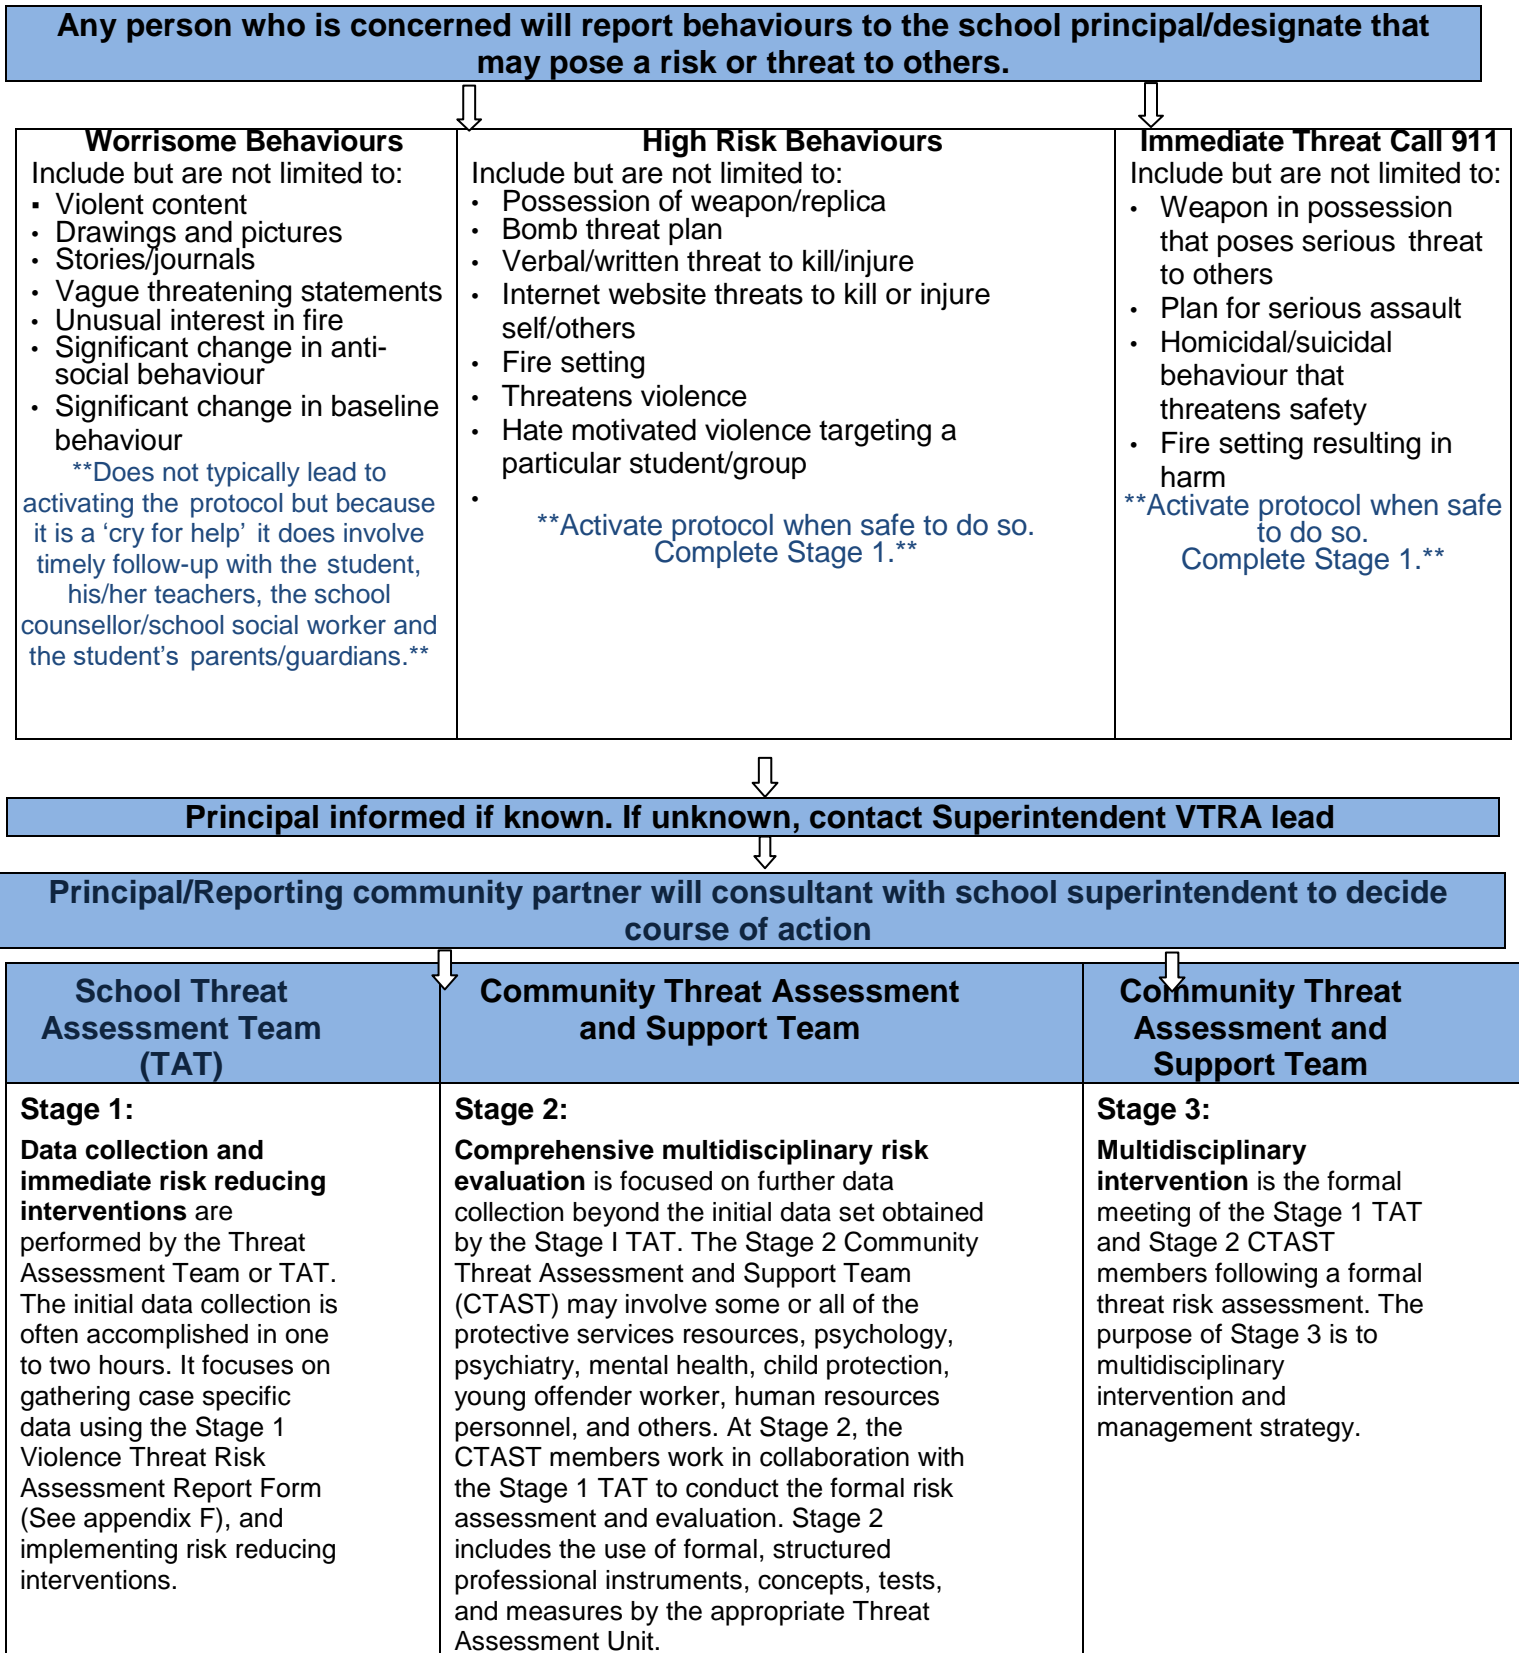 Any person who is concerned will report behaviours to the school principal/designate that
may pose a risk or threat to others.
Worrisome Behaviours
Include but are not limited to:
▪ Violent content
• Drawings and pictures
• Stories/journals
• Vague threatening statements
• Unusual interest in fire
• Significant change in anti-
social behaviour
• Significant change in baseline
behaviour
**Does not typically lead to
activating the protocol but because
it is a ‘cry for help’ it does involve
timely follow-up with the student,
his/her teachers, the school
counsellor/school social worker and
the student’s parents/guardians.**
High Risk Behaviours
Include but are not limited to:
• Possession of weapon/replica
• Bomb threat plan
• Verbal/written threat to kill/injure
• Internet website threats to kill or injure
self/others
• Fire setting
• Threatens violence
• Hate motivated violence targeting a
particular student/group
•
**Activate protocol when safe to do so.
Complete Stage 1.**
Immediate Threat Call 911
Include but are not limited to:
• Weapon in possession
that poses serious threat
to others
• Plan for serious assault
• Homicidal/suicidal
behaviour that
threatens safety
• Fire setting resulting in
harm
**Activate protocol when safe
to do so.
Complete Stage 1.**
Principal informed if known. If unknown, contact Superintendent VTRA lead
Principal/Reporting community partner will consultant with school superintendent to decide
course of action
School Threat
Assessment Team
(TAT)
Stage 1:
Data collection and
immediate risk reducing
interventions are
performed by the Threat
Assessment Team or TAT.
The initial data collection is
often accomplished in one
to two hours. It focuses on
gathering case specific
data using the Stage 1
Violence Threat Risk
Assessment Report Form
(See appendix F), and
implementing risk reducing
interventions.
Community Threat Assessment
and Support Team
Stage 2:
Comprehensive multidisciplinary risk
evaluation is focused on further data
collection beyond the initial data set obtained
by the Stage I TAT. The Stage 2 Community
Threat Assessment and Support Team
(CTAST) may involve some or all of the
protective services resources, psychology,
psychiatry, mental health, child protection,
young offender worker, human resources
personnel, and others. At Stage 2, the
CTAST members work in collaboration with
the Stage 1 TAT to conduct the formal risk
assessment and evaluation. Stage 2
includes the use of formal, structured
professional instruments, concepts, tests,
and measures by the appropriate Threat
Assessment Unit.
Community Threat
Assessment and
Support Team
Stage 3:
Multidisciplinary
intervention is the formal
meeting of the Stage 1 TAT
and Stage 2 CTAST
members following a formal
threat risk assessment. The
purpose of Stage 3 is to
multidisciplinary
intervention and
management strategy.